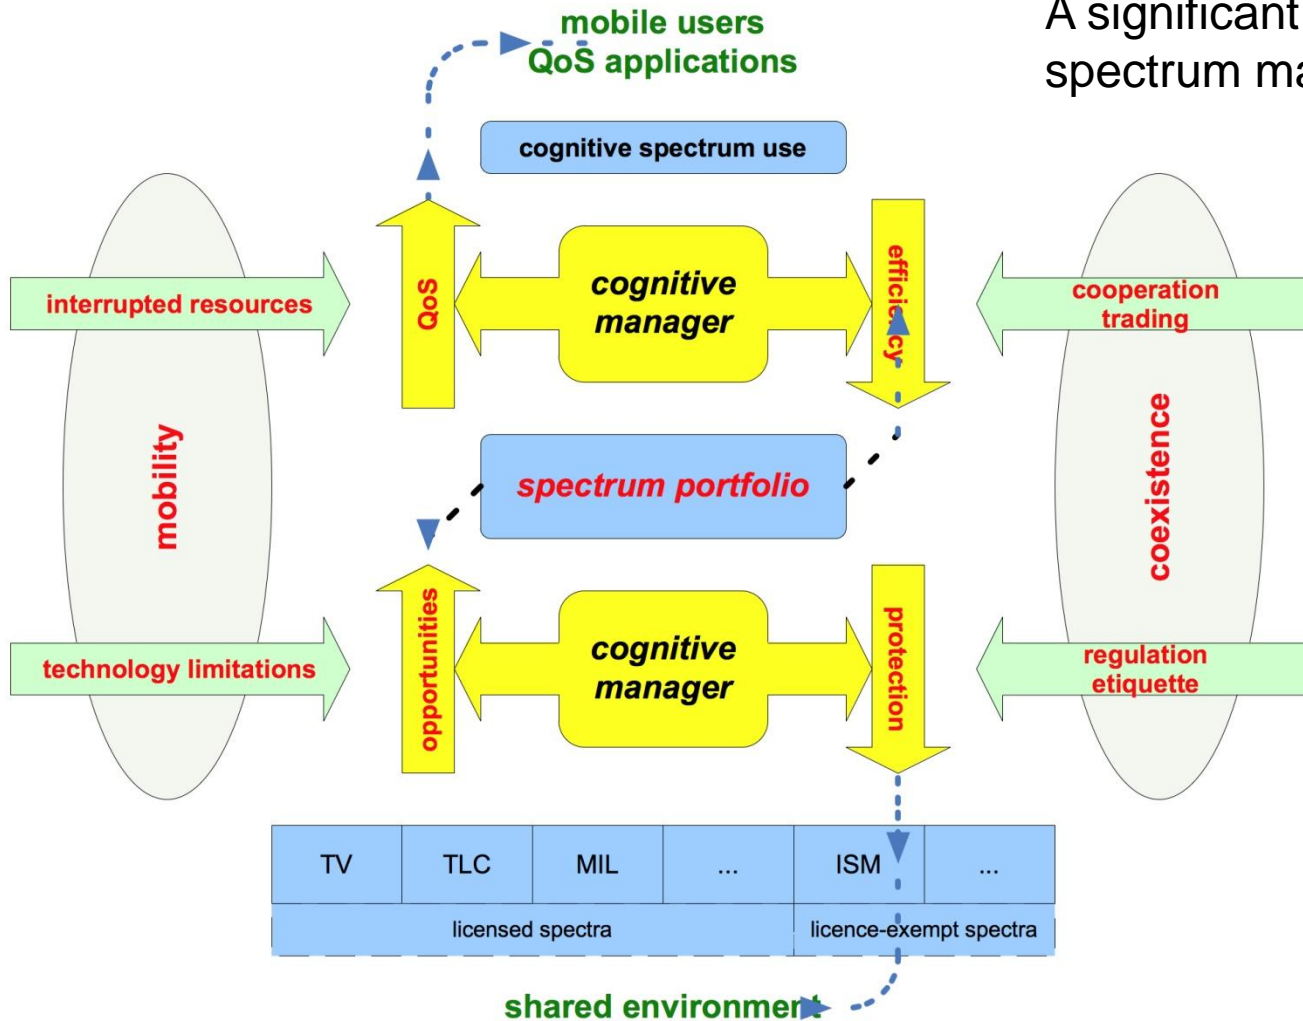 A significant
spectrum ma
mobile users
QoS applications
cognitive spectrum use
interrupted resources
QoS
cognitive
manager
efficiency
cooperation
trading
mobility
spectrum portfolio
coexistence
technology limitations
opportunities
cognitive
manager
protection
regulation
etiquette
TV
TLC
MIL
...
ISM
...
licensed spectra
licence-exempt spectra
shared environment